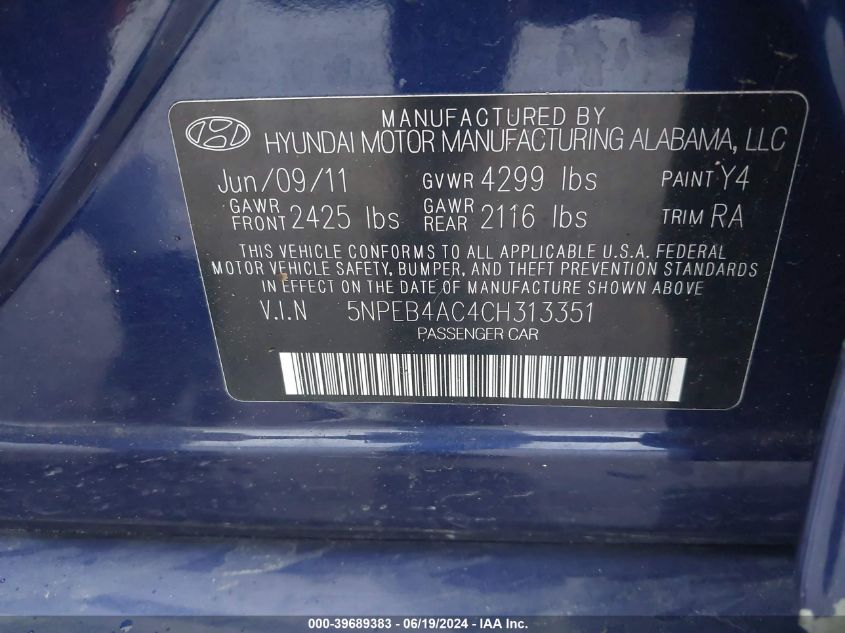 MANUFACTURED BY
HYUNDAI MOTOR MANUFACTURING ALABAMA, LLC
Jun/09/11 GVWR 4299 lbs PAINT Y4
GAWR FRONT 2425 lbs GAWR REAR 2116 lbs TRIM RA
THIS VEHICLE CONFORMS TO ALL APPLICABLE U.S.A. FEDERAL
MOTOR VEHICLE SAFETY, BUMPER, AND THEFT PREVENTION STANDARDS
IN EFFECT ON THE DATE OF MANUFACTURE SHOWN ABOVE
V.I.N 5NPEB4AC4CH313351
PASSENGER CAR
000-39689383 - 06/19/2024 - IAA Inc.